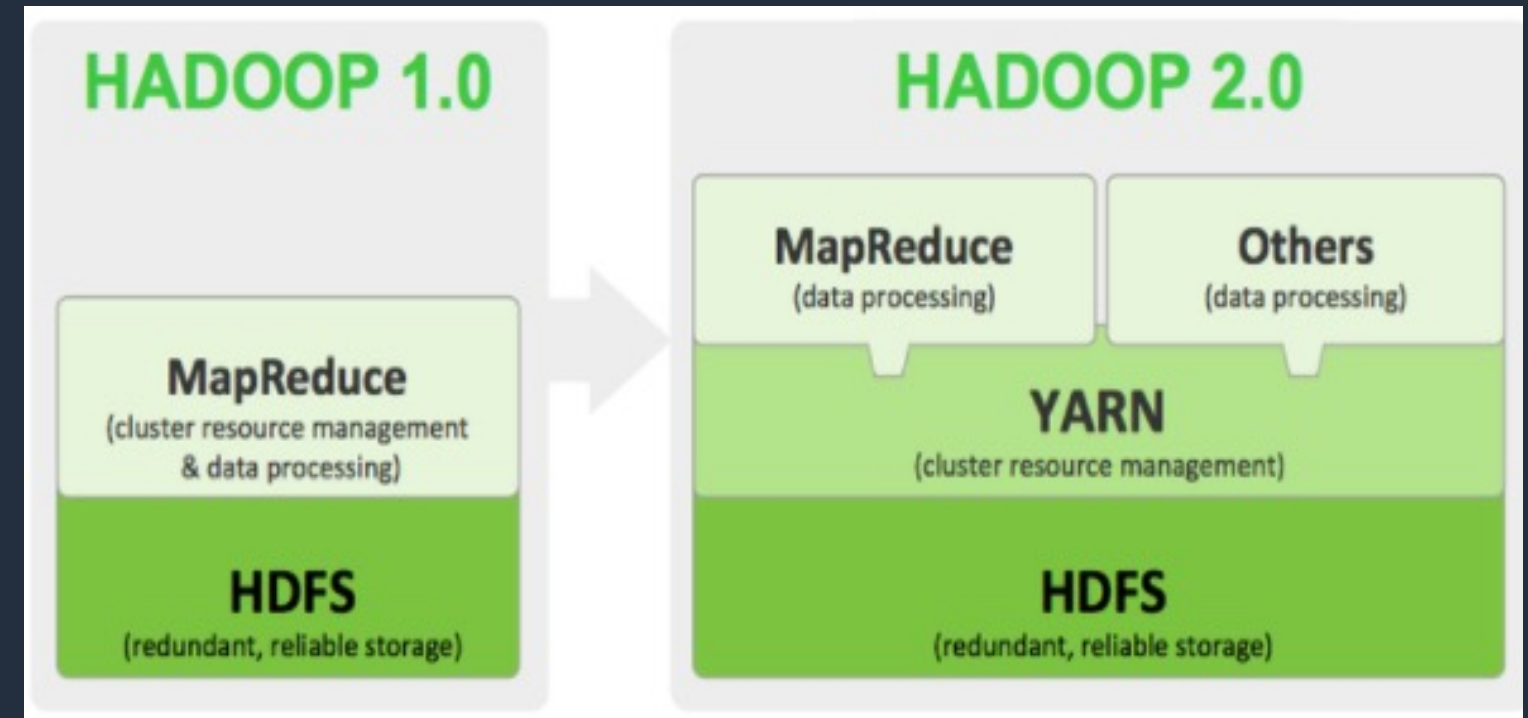 HADOOP 1.0
MapReduce
(cluster resource management
& data processing)
HDFS
(redundant, reliable storage)
HADOOP 2.0
MapReduce
(data processing)
Others
(data processing)
YARN
(cluster resource management)
HDFS
(redundant, reliable storage)